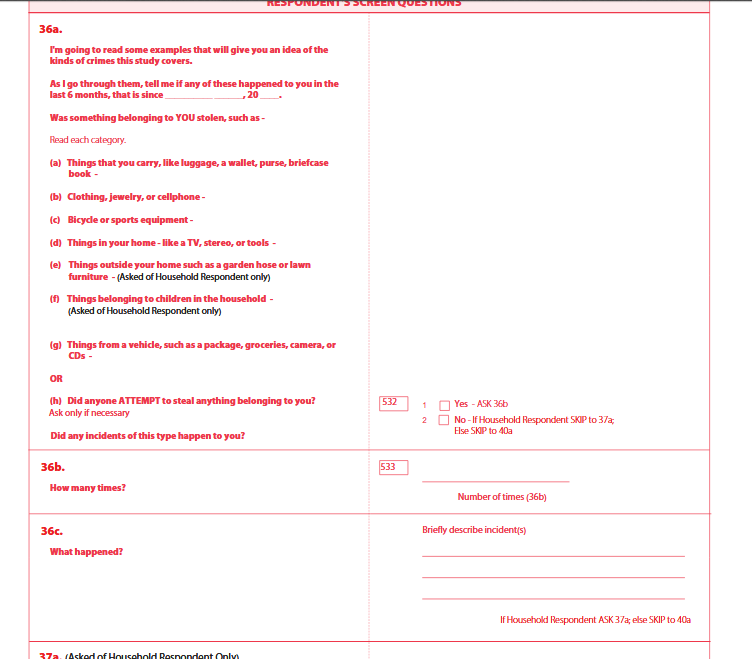 RESPONDENT'S SCREEN QUESTIONS
36a.
I'm going to read some examples that will give you an idea of the
kinds of crimes this study covers.
As I go through them, tell me if any of these happened to you in the
last 6 months, that is since _________ ______, 20 ____.
Was something belonging to YOU stolen, such as -
Read each category.
(a) Things that you carry, like luggage, a wallet, purse, briefcase
book -
(b) Clothing, jewelry, or cellphone -
(c) Bicycle or sports equipment -
(d) Things in your home - like a TV, stereo, or tools -
(e) Things outside your home such as a garden hose or lawn
furniture - (Asked of Household Respondent only)
(f) Things belonging to children in the household -
(Asked of Household Respondent only)
(g) Things from a vehicle, such as a package, groceries, camera, or
CDs -
OR
(h) Did anyone ATTEMPT to steal anything belonging to you?
Ask only if necessary
Did any incidents of this type happen to you?
532
1 Yes - ASK 36b
2 No - If Household Respondent SKIP to 37a;
Else SKIP to 40a
36b.
How many times?
533
Number of times (36b)
36c.
What happened?
Briefly describe incident(s)
If Household Respondent ASK 37a; else SKIP to 40a
37a. (Asked of Household Respondent Only)